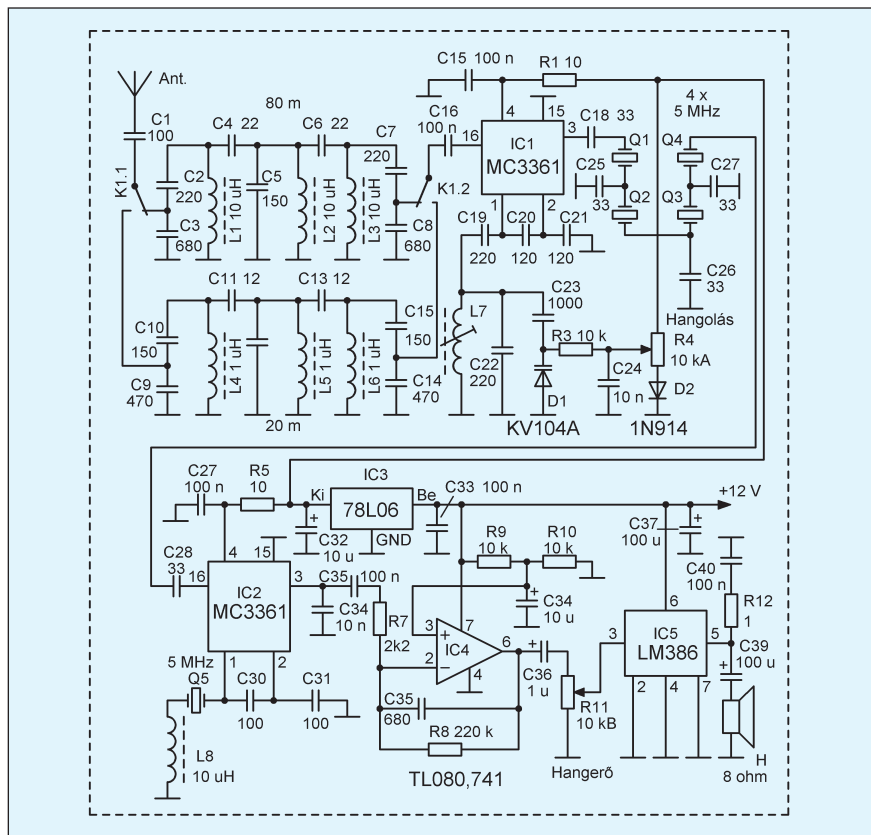 Ant.
C1
100
K1.1
80 m
C4 22
C6 22
C7
220
C2
220
C3
680
L1 10 uH
C5
150
L2 10 uH
L3 10 uH
C8
680
K1.2
C15 100 n
R1 10
C16
100 n
16
4
15
3
IC1
MC3361
1
2
C18 33
4 x
5 MHz
Q1
Q4
C25
33
C27
33
Q2
Q3
C26
33
C19
220
C20
120
C21
120
C11 12
C13 12
C10
150
C9
470
L4 1 uH
L5 1 uH
L6 1 uH
C15
150
C14
470
20 m
L7
C22
220
C23
1000
R3 10 k
C24
10 n
D1
KV104A
Hangolás
R4
10 kA
D2
1N914
C27
100 n
R5
10
IC3
Ki
78L06
Be
GND
C32
10 u
C33 100 n
+12 V
C28
33
16
4
15
3
IC2
MC3361
1
2
C35
100 n
C34
10 n
R7
2k2
R9
10 k
R10
10 k
C34
10 u
3
+
2
−
7
IC4
4
6
C36
1 u
C35
680
R8 220 k
TL080,741
R11
10 kB
Hangerő
C37
100 u
C40
100 n
R12
1
6
3
IC5
LM386
5
2
4
7
C39
100 u
H
8 ohm
5 MHz
Q5
C30
100
C31
100
L8
10 uH